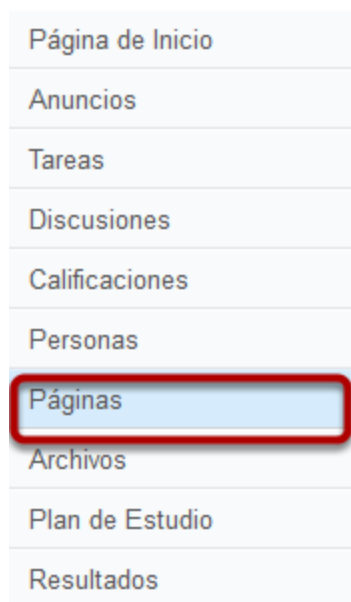 Página de Inicio
Anuncios
Tareas
Discusiones
Calificaciones
Personas
Páginas
Archivos
Plan de Estudio
Resultados